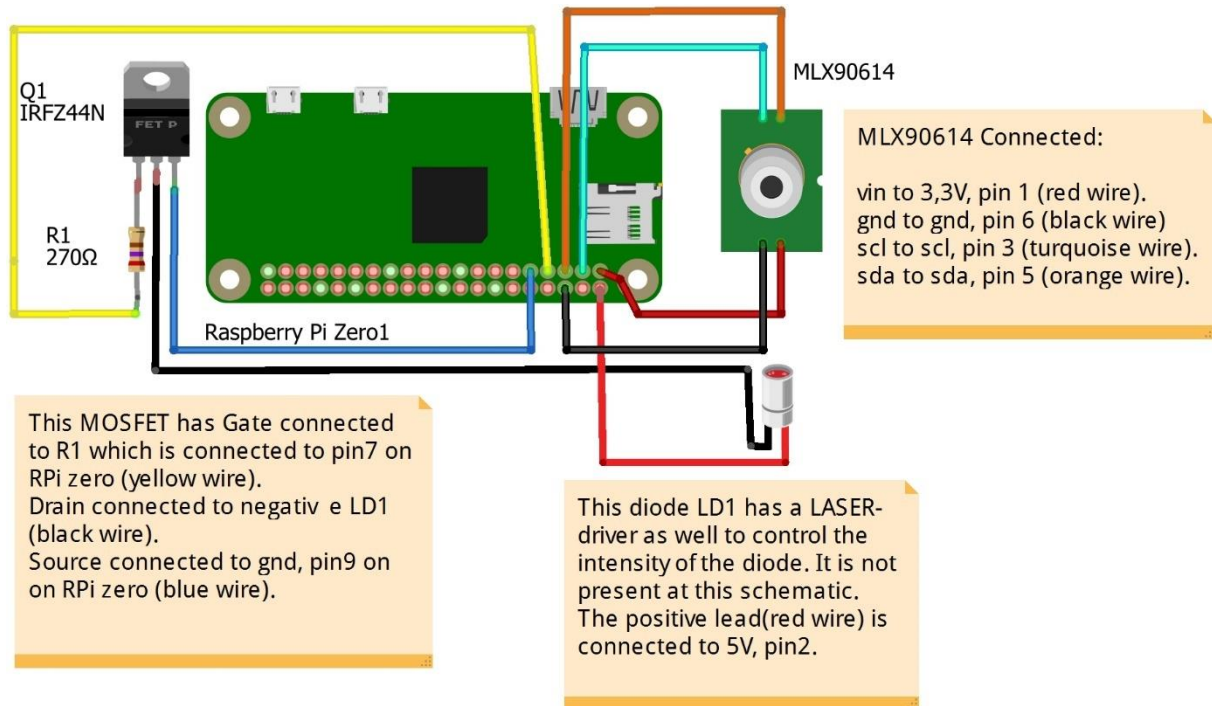 Q1
IRFZ44N
FET P
R1
270Ω
Raspberry Pi Zero1
MLX90614
MLX90614 Connected:
vin to 3,3V, pin 1 (red wire).
gnd to gnd, pin 6 (black wire)
scl to scl, pin 3 (turquoise wire).
sda to sda, pin 5 (orange wire).
This MOSFET has Gate connected
to R1 which is connected to pin7 on
RPi zero (yellow wire).
Drain connected to negativ e LD1
(black wire).
Source connected to gnd, pin9 on
on RPi zero (blue wire).
This diode LD1 has a LASER-
driver as well to control the
intensity of the diode. It is not
present at this schematic.
The positive lead(red wire) is
connected to 5V, pin2.